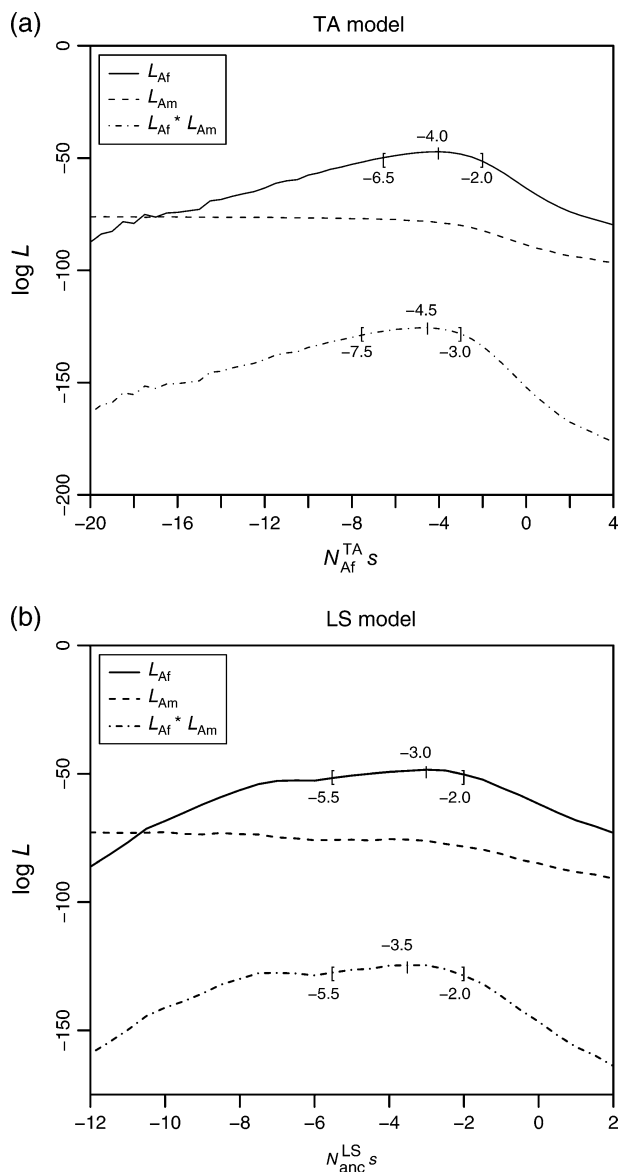 (a)
TA model
L_Af
L_Am
L_Af * L_Am
0
−50
−100
−150
−200
log L
−4.0
−6.5
−2.0
−4.5
−7.5
−3.0
−20 −16 −12 −8 −4 0 4
N_Af^TA s
(b)
LS model
L_Af
L_Am
L_Af * L_Am
0
−50
−100
−150
log L
−3.0
−5.5
−2.0
−3.5
−5.5
−2.0
−12 −10 −8 −6 −4 −2 0 2
N_anc^LS s